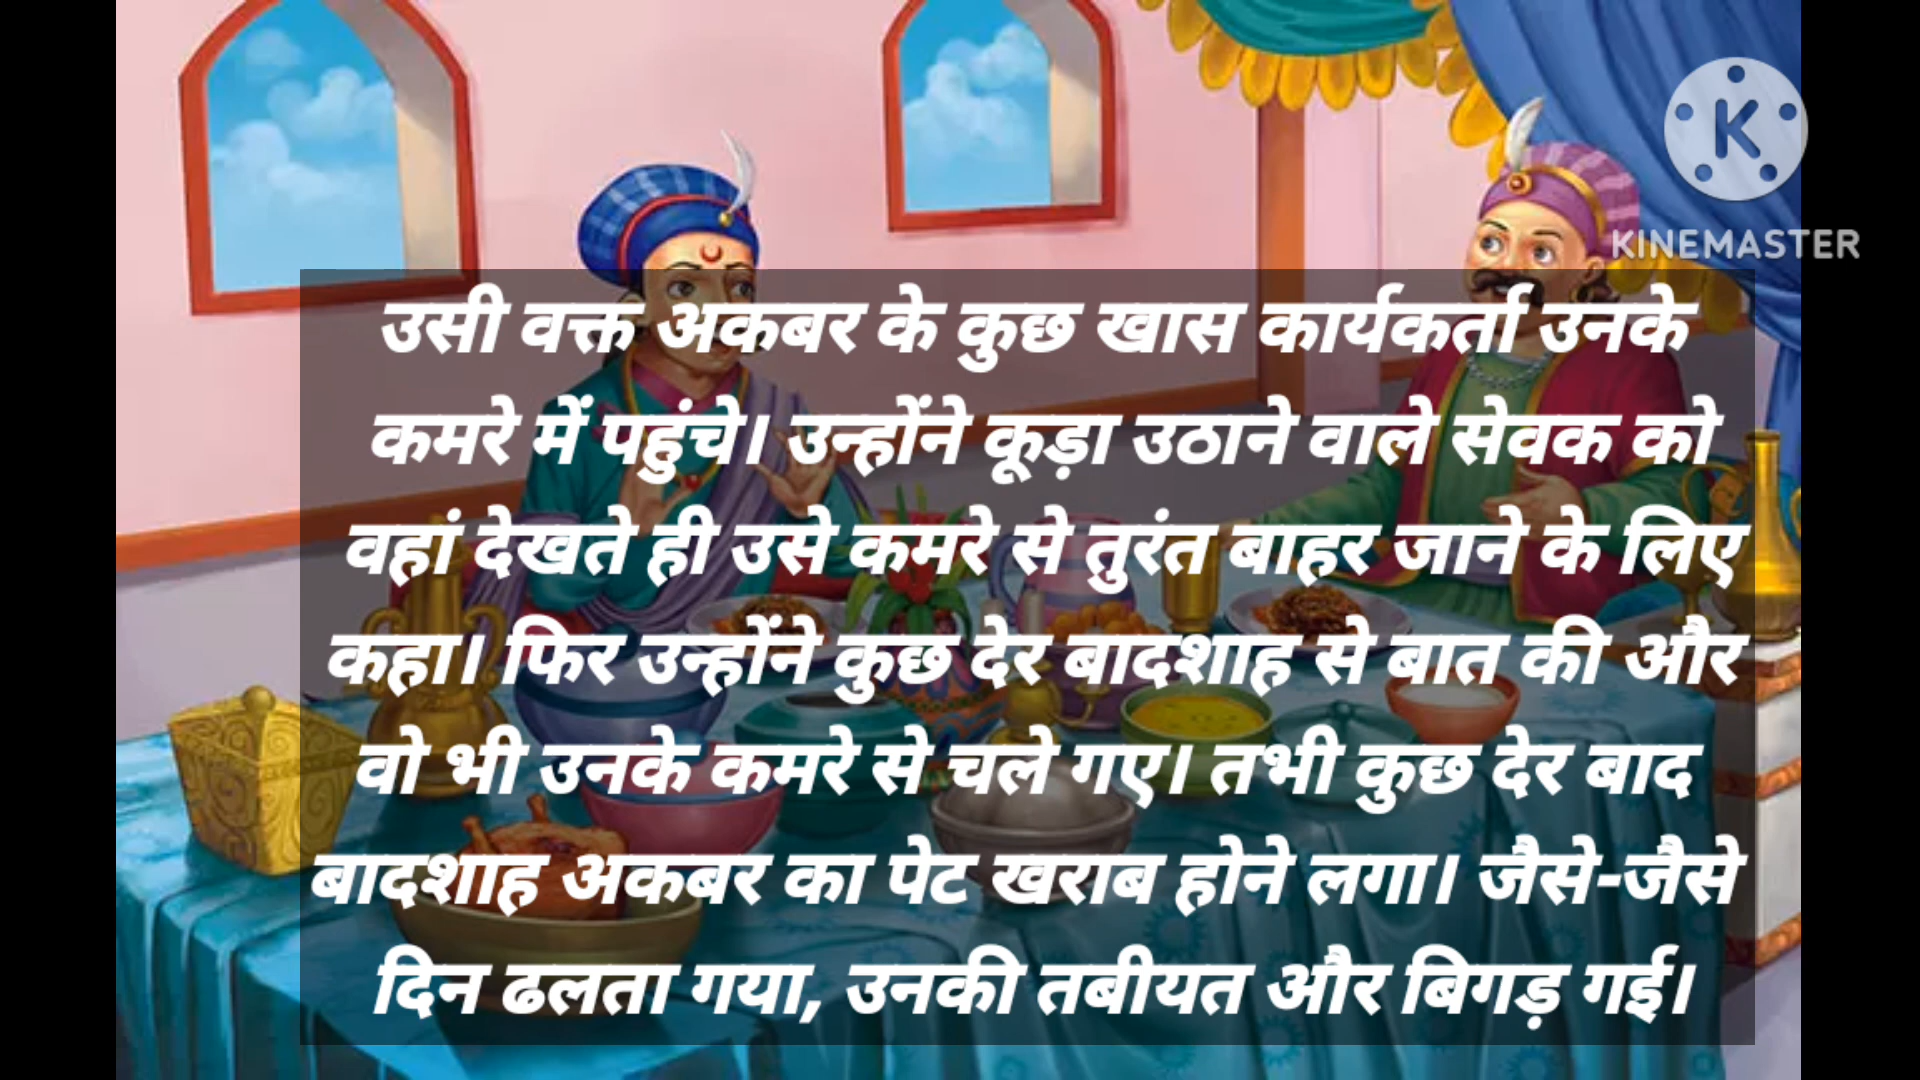 KINEMASTER
उसी वक्त अकबर के कुछ खास कार्यकर्ता उनके
कमरे में पहुंचे। उन्होंने कूड़ा उठाने वाले सेवक को
वहां देखते ही उसे कमरे से तुरंत बाहर जाने के लिए
कहा। फिर उन्होंने कुछ देर बादशाह से बात की और
वो भी उनके कमरे से चले गए। तभी कुछ देर बाद
बादशाह अकबर का पेट खराब होने लगा। जैसे-जैसे
दिन ढलता गया, उनकी तबीयत और बिगड़ गई।